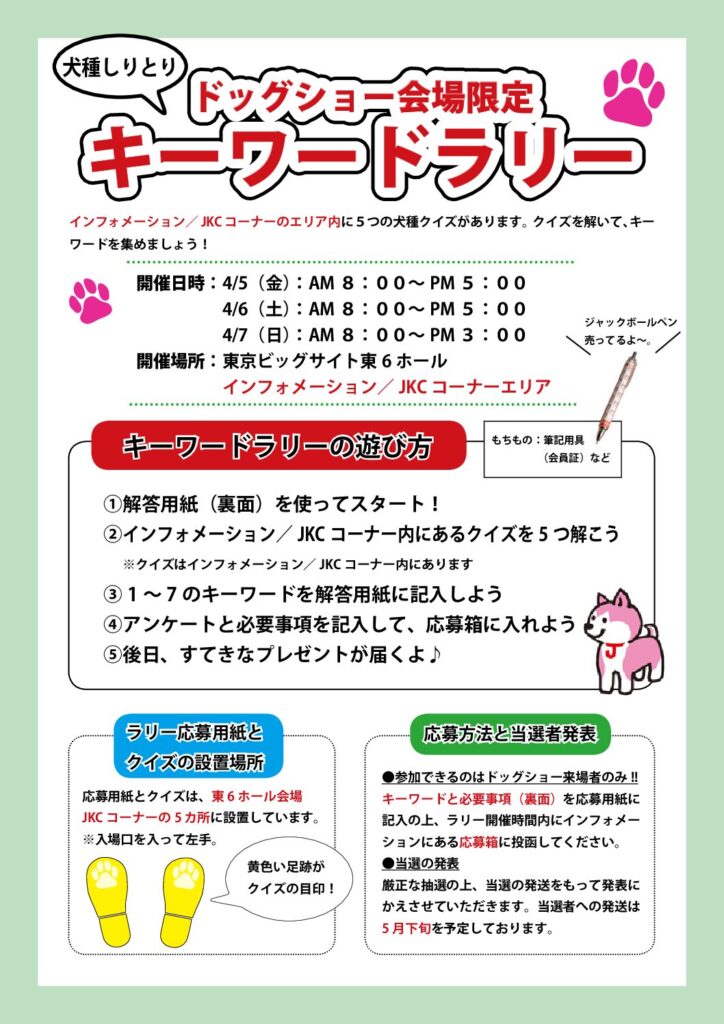 犬種しりとり
ドッグショー会場限定
キーワードラリー
インフォメーション／JKCコーナーのエリア内に５つの犬種クイズがあります。クイズを解いて、キー
ワードを集めましょう！
開催日時：4/5（金）：AM ８：００〜 PM ５：００
4/6（土）：AM ８：００〜 PM ５：００
4/7（日）：AM ８：００〜 PM ３：００
開催場所：東京ビッグサイト東６ホール
インフォメーション／ JKC コーナーエリア
ジャックボールペン
売ってるよ〜。
キーワードラリーの遊び方
もちもの：筆記用具
（会員証）など
①解答用紙（裏面）を使ってスタート！
②インフォメーション／ JKC コーナー内にあるクイズを５つ解こう
※クイズはインフォメーション／ JKC コーナー内にあります
③１〜７のキーワードを解答用紙に記入しよう
④アンケートと必要事項を記入して、応募箱に入れよう
⑤後日、すてきなプレゼントが届くよ♪
J
ラリー応募用紙と
クイズの設置場所
応募用紙とクイズは、東６ホール会場
JKCコーナーの５カ所に設置しています。
※入場口を入って左手。
黄色い足跡が
クイズの目印！
応募方法と当選者発表
●参加できるのはドッグショー来場者のみ !!
キーワードと必要事項（裏面）を応募用紙に
記入の上、ラリー開催時間内にインフォメー
ションにある応募箱に投函してください。
●当選の発表
厳正な抽選の上、当選の発送をもって発表に
かえさせていただきます。当選者への発送は
５月下旬を予定しております。